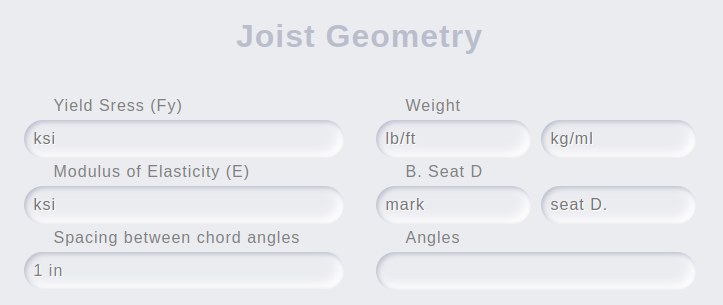 Joist Geometry
Yield Sress (Fy)
Weight
ksi
lb/ft
kg/ml
Modulus of Elasticity (E)
B. Seat D
ksi
mark
seat D.
Spacing between chord angles
Angles
1 in